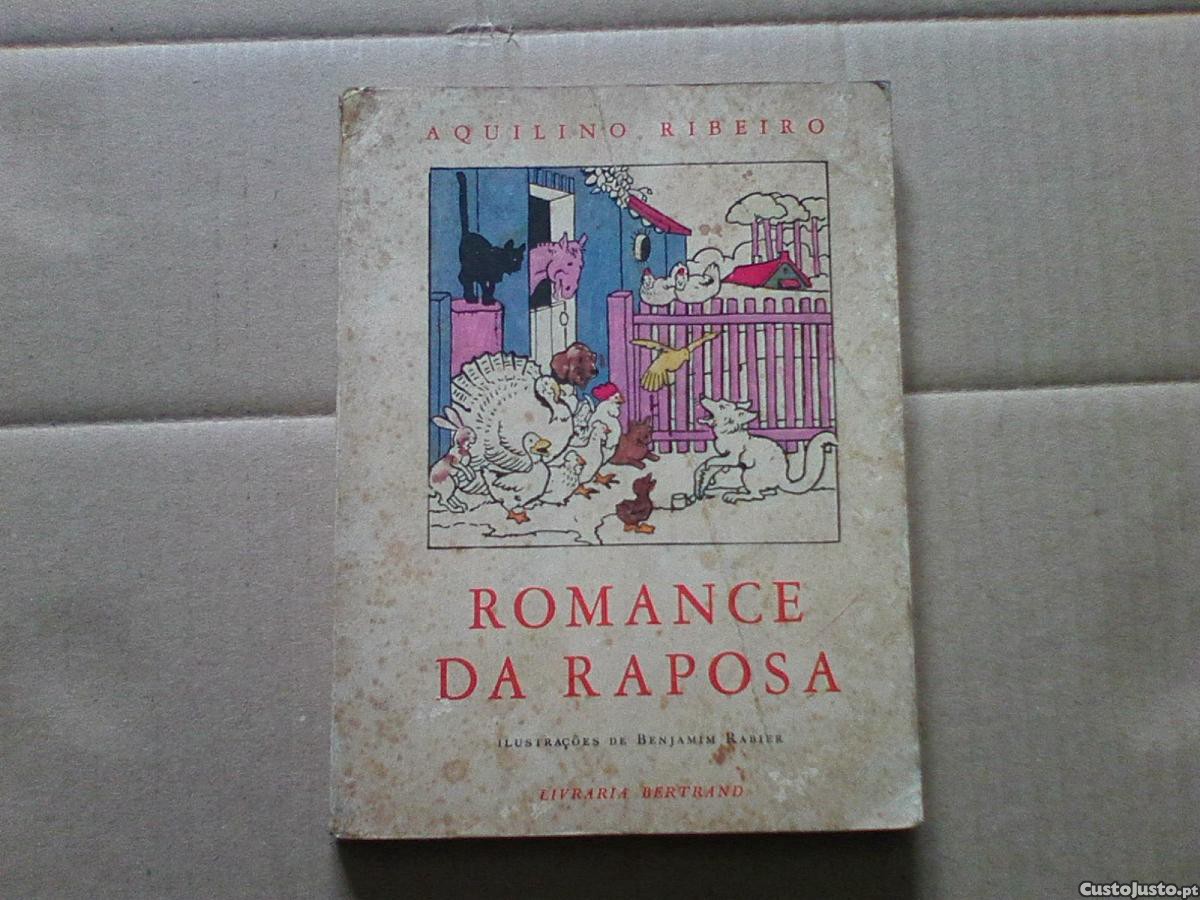 AQUILINO RIBEIRO
ROMANCE
DA RAPOSA
ILUSTRAÇÕES DE BENJAMIM RABIER
LIVRARIA BERTRAND
CustoJusto.pt